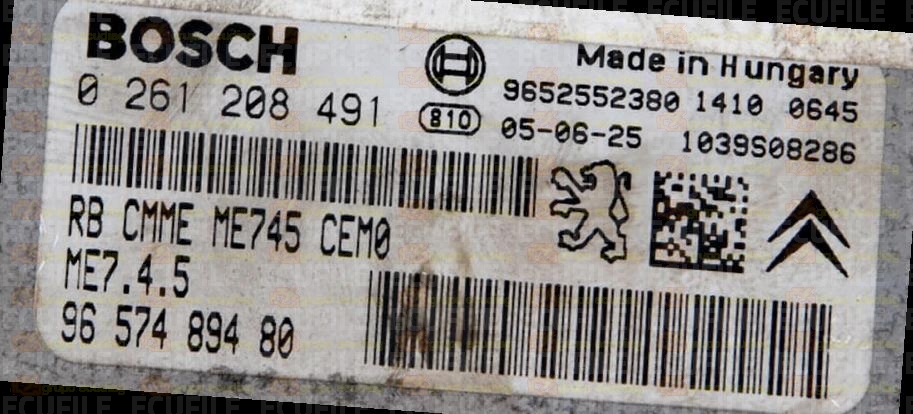 BOSCH
Made in Hungary
0 261 208 491
9652552380 1410 0645
810
05-06-25 1039S08286
RB CMME ME745 CEM0
ME7.4.5
96 574 894 80
ECUFILE ECUFILE ECUFILE ECUFILE ECUFILE ECUFILE